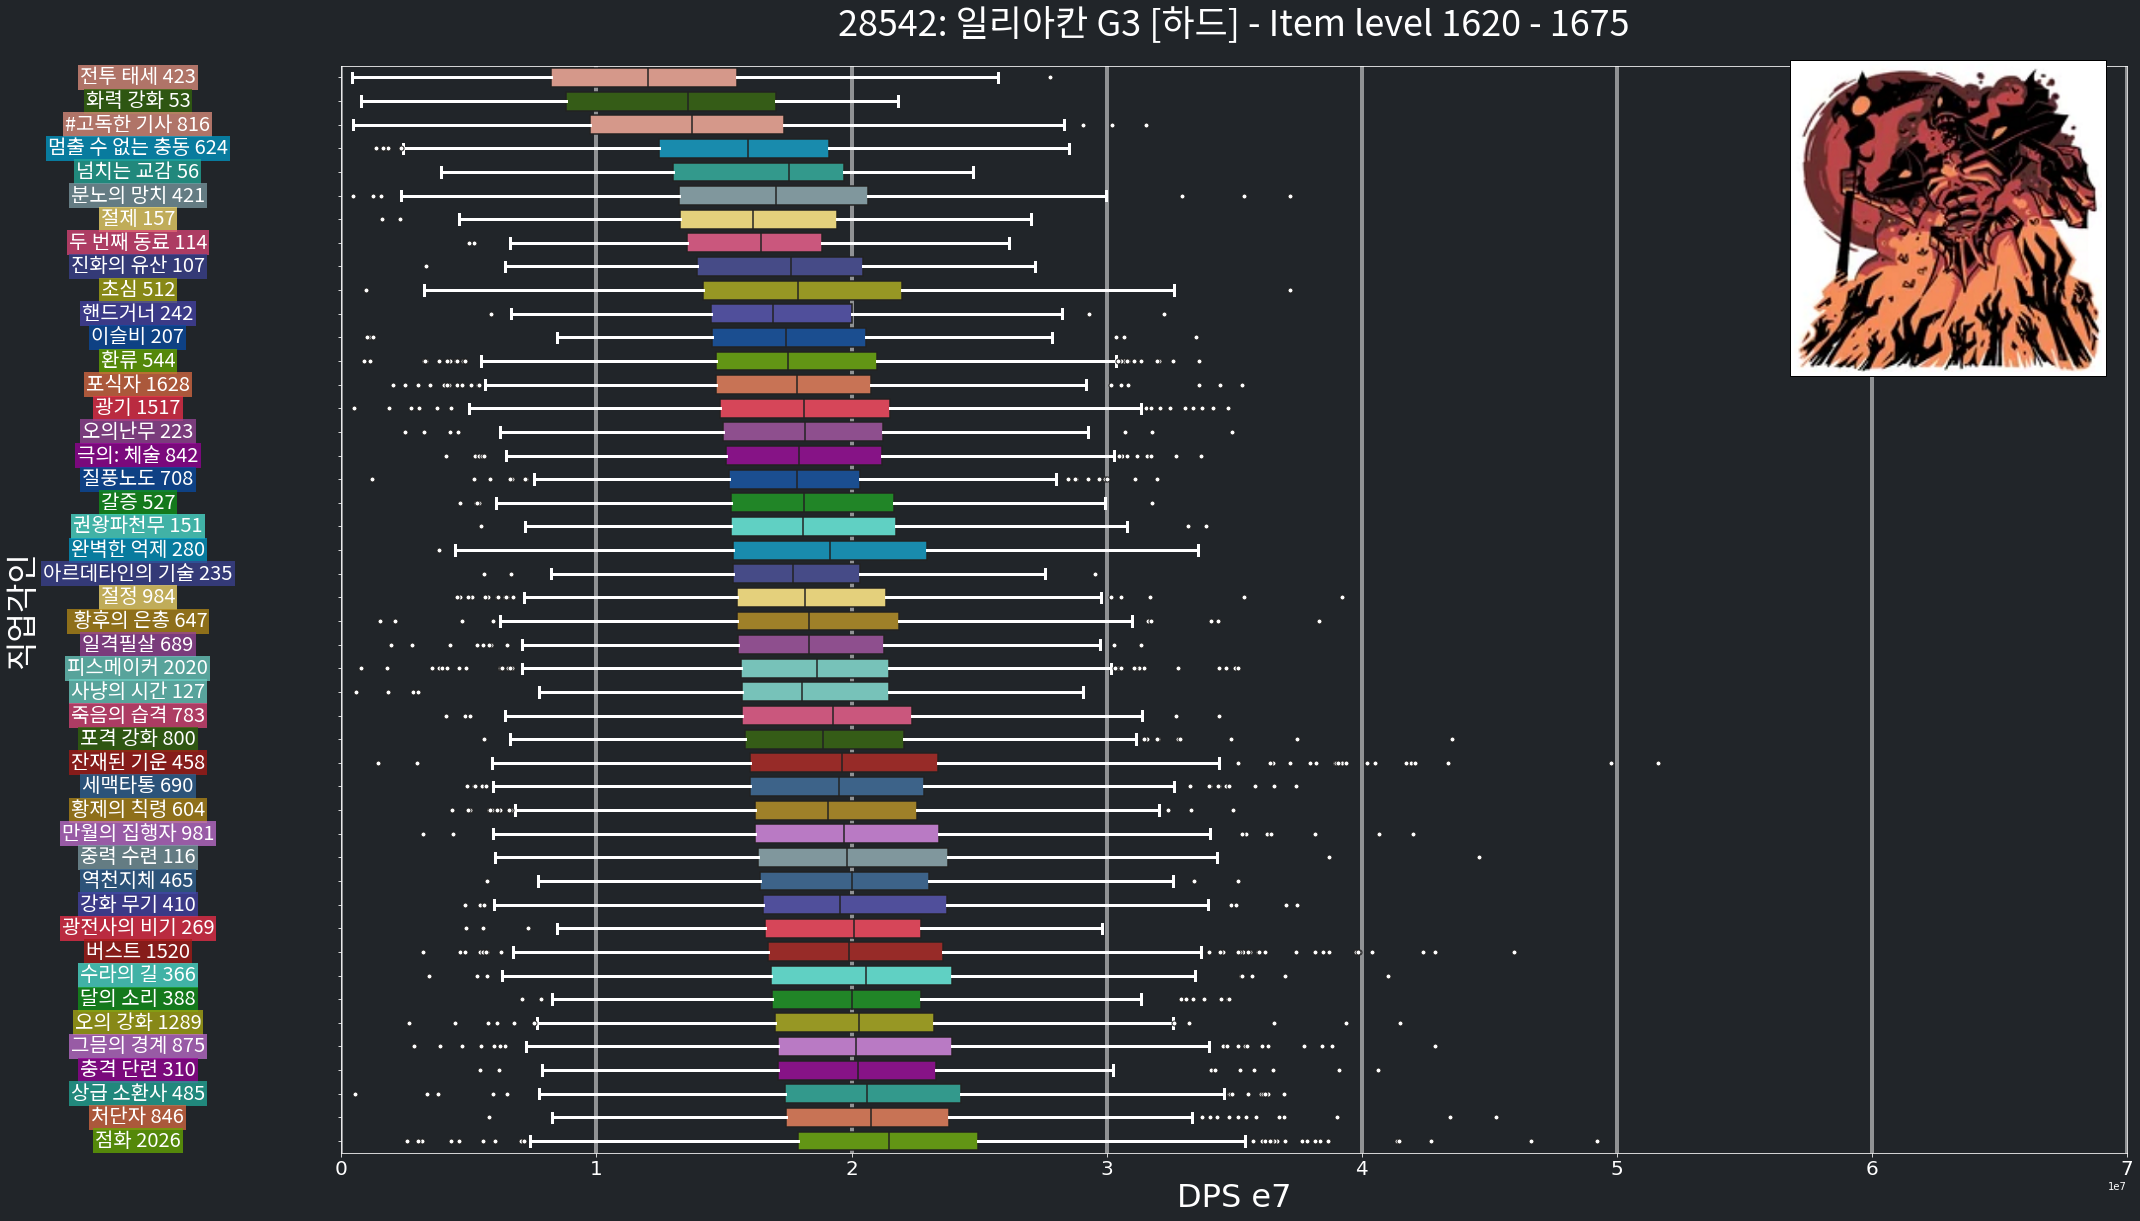 28542: 일리아칸 G3 [하드] - Item level 1620 - 1675
전투 태세 423
화력 강화 53
#고독한 기사 816
멈출 수 없는 충동 624
넘치는 교감 56
분노의 망치 421
절제 157
두 번째 동료 114
진화의 유산 107
초심 512
핸드거너 242
이슬비 207
환류 544
포식자 1628
광기 1517
오의난무 223
극의: 체술 842
질풍노도 708
갈증 527
권왕파천무 151
완벽한 억제 280
아르데타인의 기술 235
절정 984
황후의 은총 647
일격필살 689
피스메이커 2020
사냥의 시간 127
죽음의 습격 783
포격 강화 800
잔재된 기운 458
세맥타통 690
황제의 칙령 604
만월의 집행자 981
중력 수련 116
역천지체 465
강화 무기 410
광전사의 비기 269
버스트 1520
수라의 길 366
달의 소리 388
오의 강화 1289
그믐의 경계 875
충격 단련 310
상급 소환사 485
처단자 846
점화 2026
직업각인
0 1 2 3 4 5 6 7
1e7
DPS e7